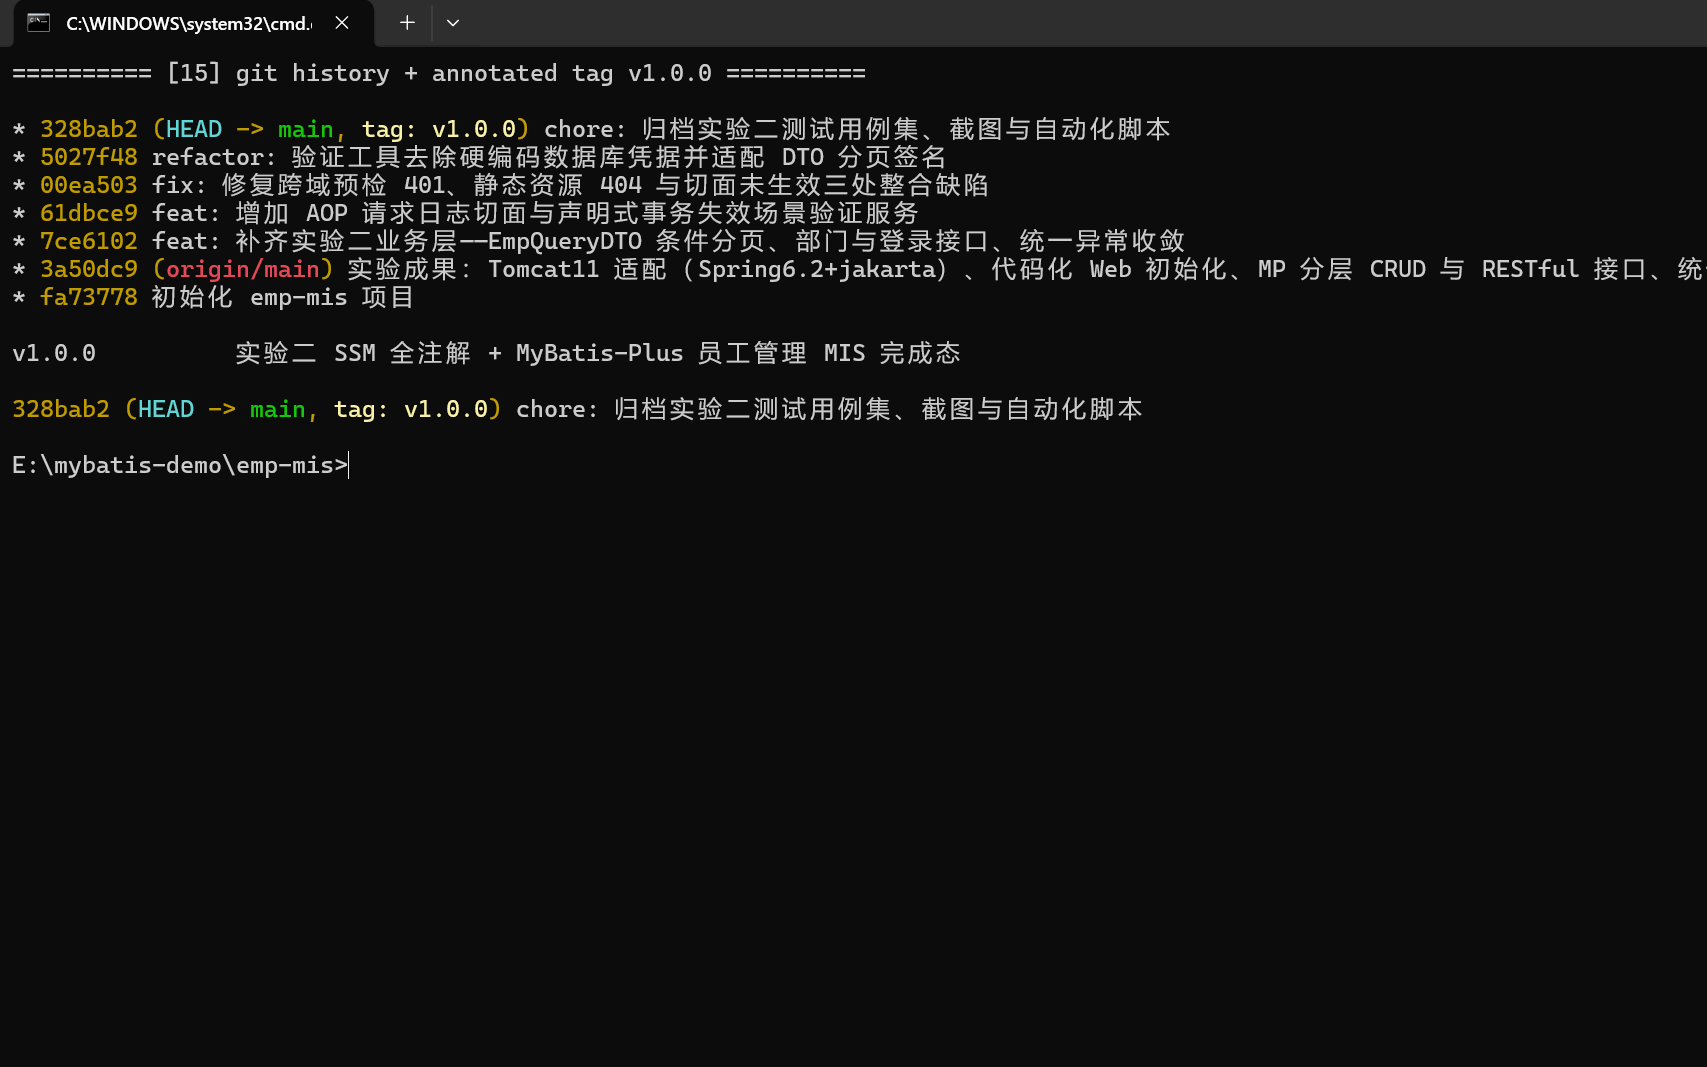 C:\WINDOWS\system32\cmd.
========== [15] git history + annotated tag v1.0.0 ==========
* 328bab2 (HEAD -> main, tag: v1.0.0) chore: 归档实验二测试用例集、截图与自动化脚本
* 5027f48 refactor: 验证工具去除硬编码数据库凭据并适配 DTO 分页签名
* 00ea503 fix: 修复跨域预检 401、静态资源 404 与切面未生效三处整合缺陷
* 61dbce9 feat: 增加 AOP 请求日志切面与声明式事务失效场景验证服务
* 7ce6102 feat: 补齐实验二业务层——EmpQueryDTO 条件分页、部门与登录接口、统一异常收敛
* 3a50dc9 (origin/main) 实验成果: Tomcat11 适配（Spring6.2+jakarta）、代码化 Web 初始化、MP 分层 CRUD 与 RESTful 接口、统
* fa73778 初始化 emp-mis 项目
v1.0.0 实验二 SSM 全注解 + MyBatis-Plus 员工管理 MIS 完成态
328bab2 (HEAD -> main, tag: v1.0.0) chore: 归档实验二测试用例集、截图与自动化脚本
E:\mybatis-demo\emp-mis>